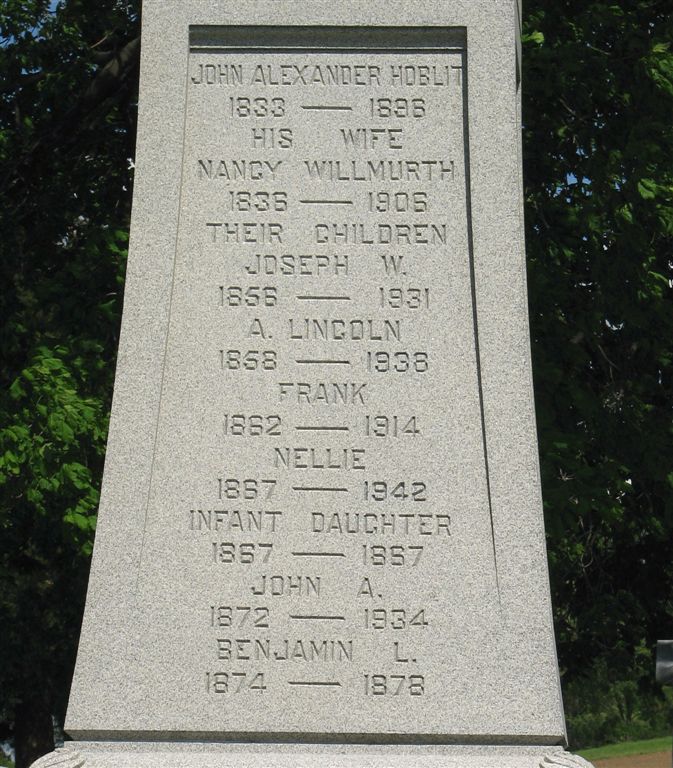 JOHN ALEXANDER HOBLIT
1833 — 1896
HIS WIFE
NANCY WILLMURTH
1836 — 1906
THEIR CHILDREN
JOSEPH W.
1856 — 1931
A. LINCOLN
1858 — 1938
FRANK
1862 — 1914
NELLIE
1867 — 1942
INFANT DAUGHTER
1867 — 1867
JOHN A.
1872 — 1934
BENJAMIN L.
1874 — 1878